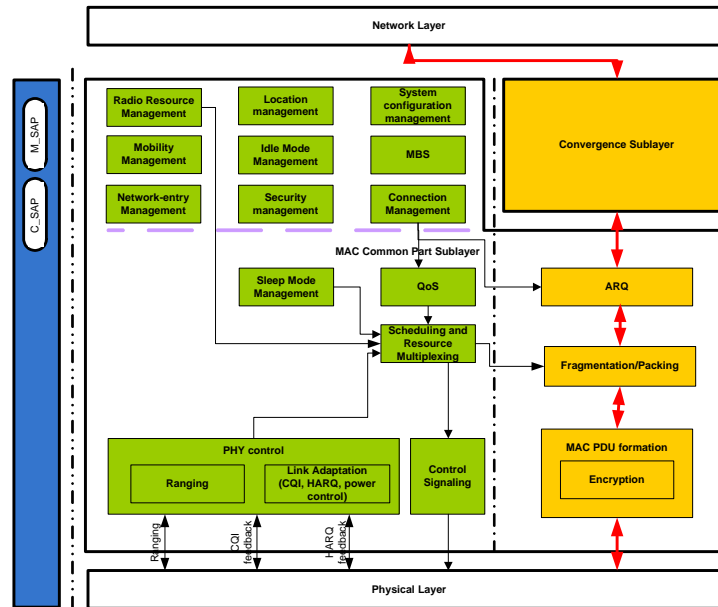 Network Layer
M_SAP
C_SAP
Radio Resource
Management
Location
management
System
configuration
management
Convergence Sublayer
Mobility
Management
Idle Mode
Management
MBS
Network-entry
Management
Security
management
Connection
Management
MAC Common Part Sublayer
Sleep Mode
Management
QoS
ARQ
Scheduling and
Resource
Multiplexing
Fragmentation/Packing
PHY control
Ranging
Link Adaptation
(CQI, HARQ, power
control)
Control
Signaling
MAC PDU formation
Encryption
Ranging
CQI
feedback
HARQ
feedback
Physical Layer